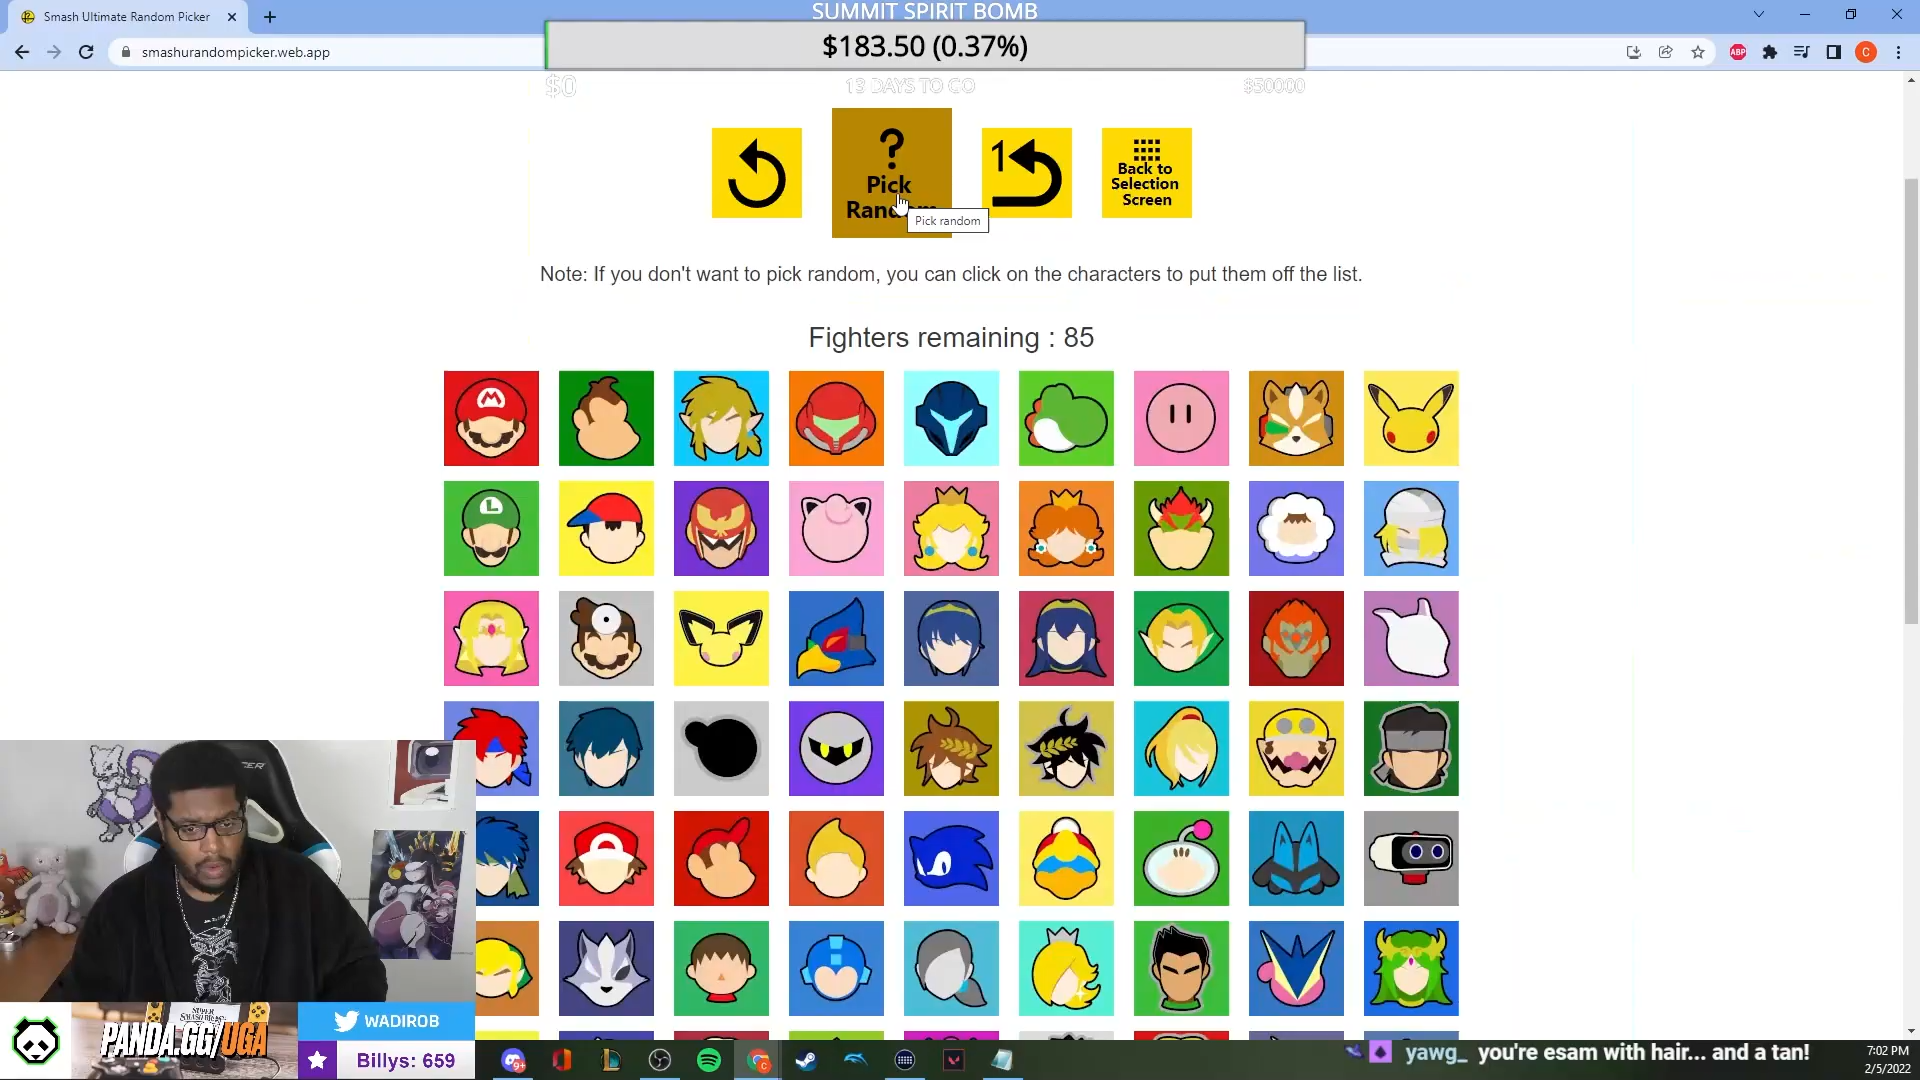 Smash Ultimate Random Picker
SUMMIT SPIRIT BOMB
smashurandompicker.web.app
$183.50 (0.37%)
ABP
C
$0
13 DAYS TO GO
$50000
?
Pick
Random
Pick random
1
Back to
Selection
Screen
Note: If you don't want to pick random, you can click on the characters to put them off the list.
Fighters remaining : 85
M
L
PANDA.GG/UGA
WADIROB
Billys: 659
yawg_ you're esam with hair... and a tan!
7:02 PM
2/5/2022